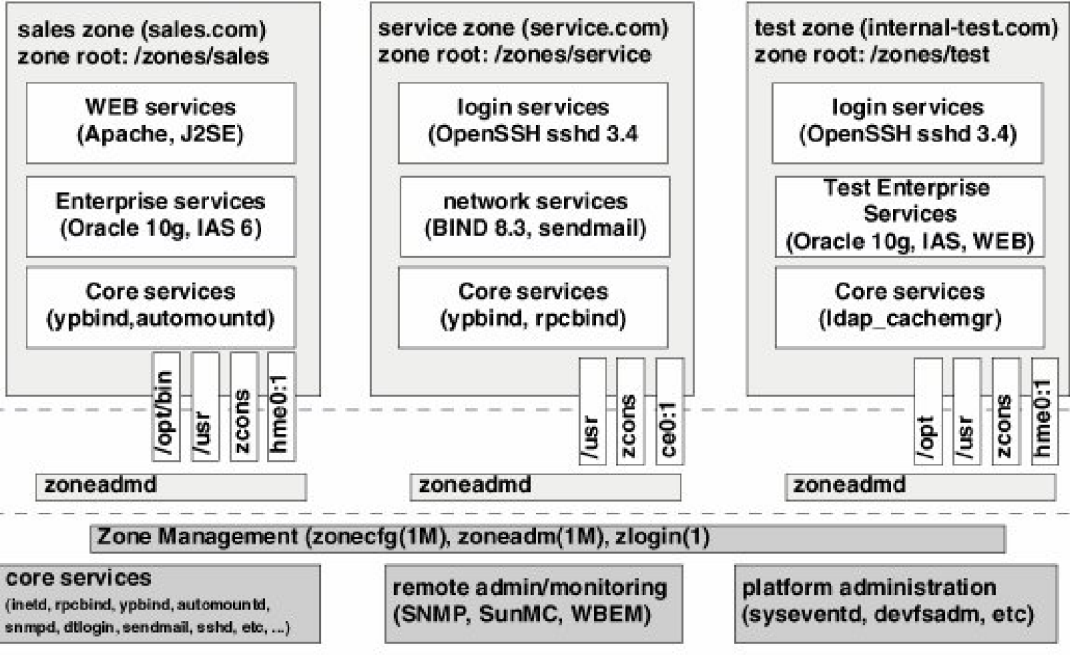 sales zone (sales.com)
zone root: /zones/sales
WEB services
(Apache, J2SE)
Enterprise services
(Oracle 10g, IAS 6)
Core services
(ypbind,automountd)
/opt/bin
/usr
zcons
hme0:1
zoneadmd
service zone (service.com)
zone root: /zones/service
login services
(OpenSSH sshd 3.4
network services
(BIND 8.3, sendmail)
Core services
(ypbind, rpcbind)
/usr
zcons
ce0:1
zoneadmd
test zone (internal-test.com)
zone root: /zones/test
login services
(OpenSSH sshd 3.4)
Test Enterprise
Services
(Oracle 10g, IAS, WEB)
Core services
(ldap_cachemgr)
/opt
/usr
zcons
hme0:1
zoneadmd
Zone Management (zonecfg(1M), zoneadm(1M), zlogin(1)
core services
(inetd, rpcbind, ypbind, automountd,
snmpd, dtlogin, sendmail, sshd, etc, ...)
remote admin/monitoring
(SNMP, SunMC, WBEM)
platform administration
(syseventd, devfsadm, etc)